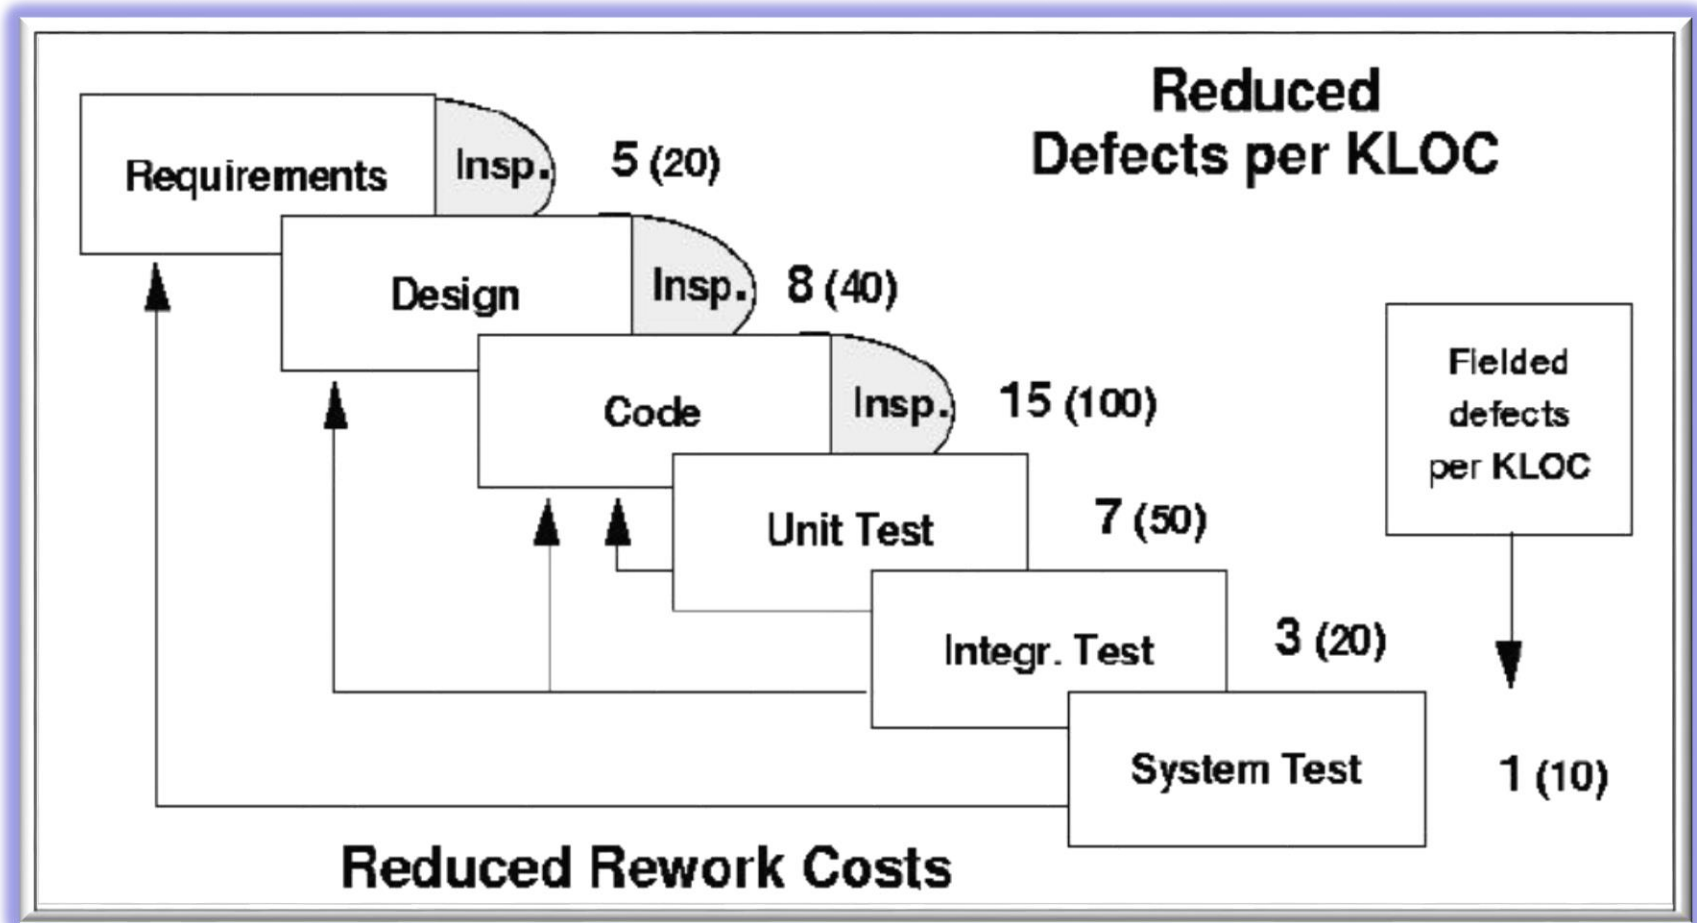 Reduced
Defects per KLOC
Requirements
Insp.
5 (20)
Design
Insp.
8 (40)
Code
Insp.
15 (100)
Fielded
defects
per KLOC
Unit Test
7 (50)
Integr. Test
3 (20)
System Test
1 (10)
Reduced Rework Costs